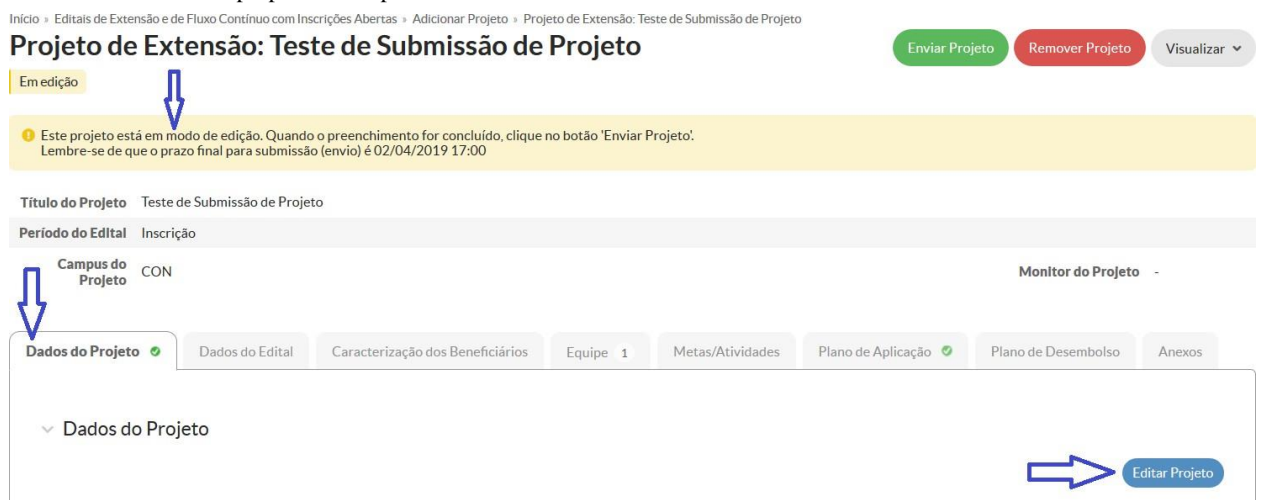 Início » Editais de Extensão e de Fluxo Contínuo com Inscrições Abertas » Adicionar Projeto » Projeto de Extensão: Teste de Submissão de Projeto
Projeto de Extensão: Teste de Submissão de Projeto
Enviar Projeto Remover Projeto Visualizar
Em edição
Este projeto está em modo de edição. Quando o preenchimento for concluído, clique no botão 'Enviar Projeto'.
Lembre-se de que o prazo final para submissão (envio) é 02/04/2019 17:00
Título do Projeto Teste de Submissão de Projeto
Período do Edital Inscrição
Campus do Projeto CON Monitor do Projeto -
Dados do Projeto Dados do Edital Caracterização dos Beneficiários Equipe 1 Metas/Atividades Plano de Aplicação Plano de Desembolso Anexos
Dados do Projeto
Editar Projeto